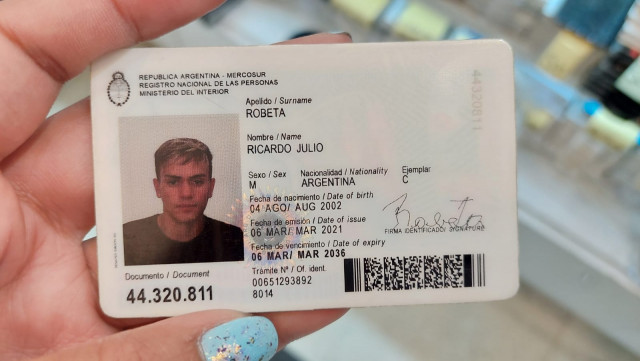 REPUBLICA ARGENTINA - MERCOSUR
REGISTRO NACIONAL DE LAS PERSONAS
MINISTERIO DEL INTERIOR
Apellido / Surname
ROBETA
Nombre / Name
RICARDO JULIO
Sexo / Sex Nacionalidad / Nationality Ejemplar
M ARGENTINA C
Fecha de nacimiento / Date of birth
04 AGO/ AUG 2002
Fecha de emisión / Date of issue
06 MAR/ MAR 2021
FIRMA IDENTIFICADO/ SIGNATURE
Fecha de vencimiento / Date of expiry
06 MAR/ MAR 2036
Documento / Document
44.320.811
Trámite Nº / Of. ident.
00651293892
8014
44320811